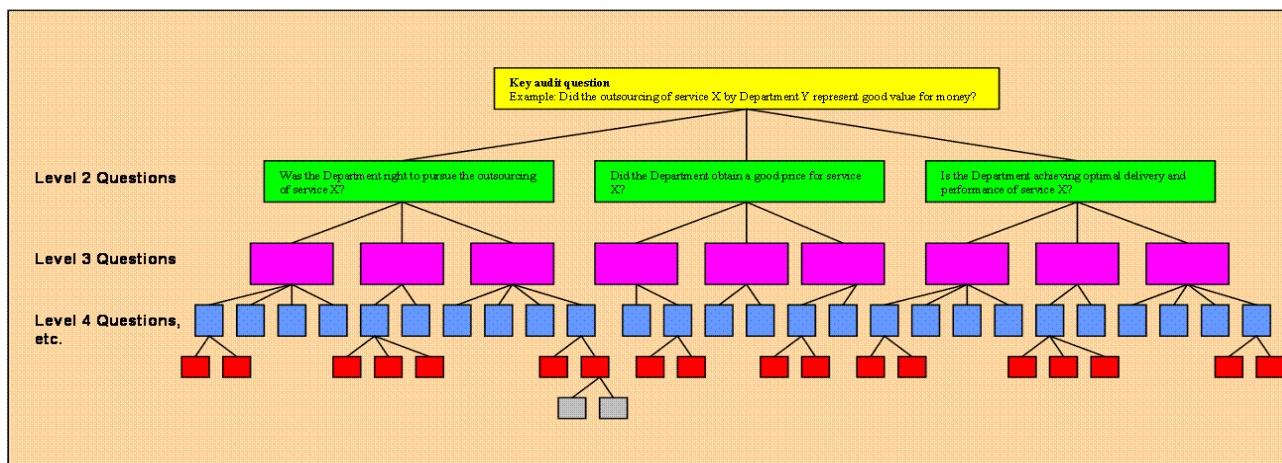 Key audit question
Example: Did the outsourcing of service X by Department Y represent good value for money?
Level 2 Questions
Was the Department right to pursue the outsourcing
of service X?
Did the Department obtain a good price for service
X?
Is the Department achieving optimal delivery and
performance of service X?
Level 3 Questions
Level 4 Questions,
etc.